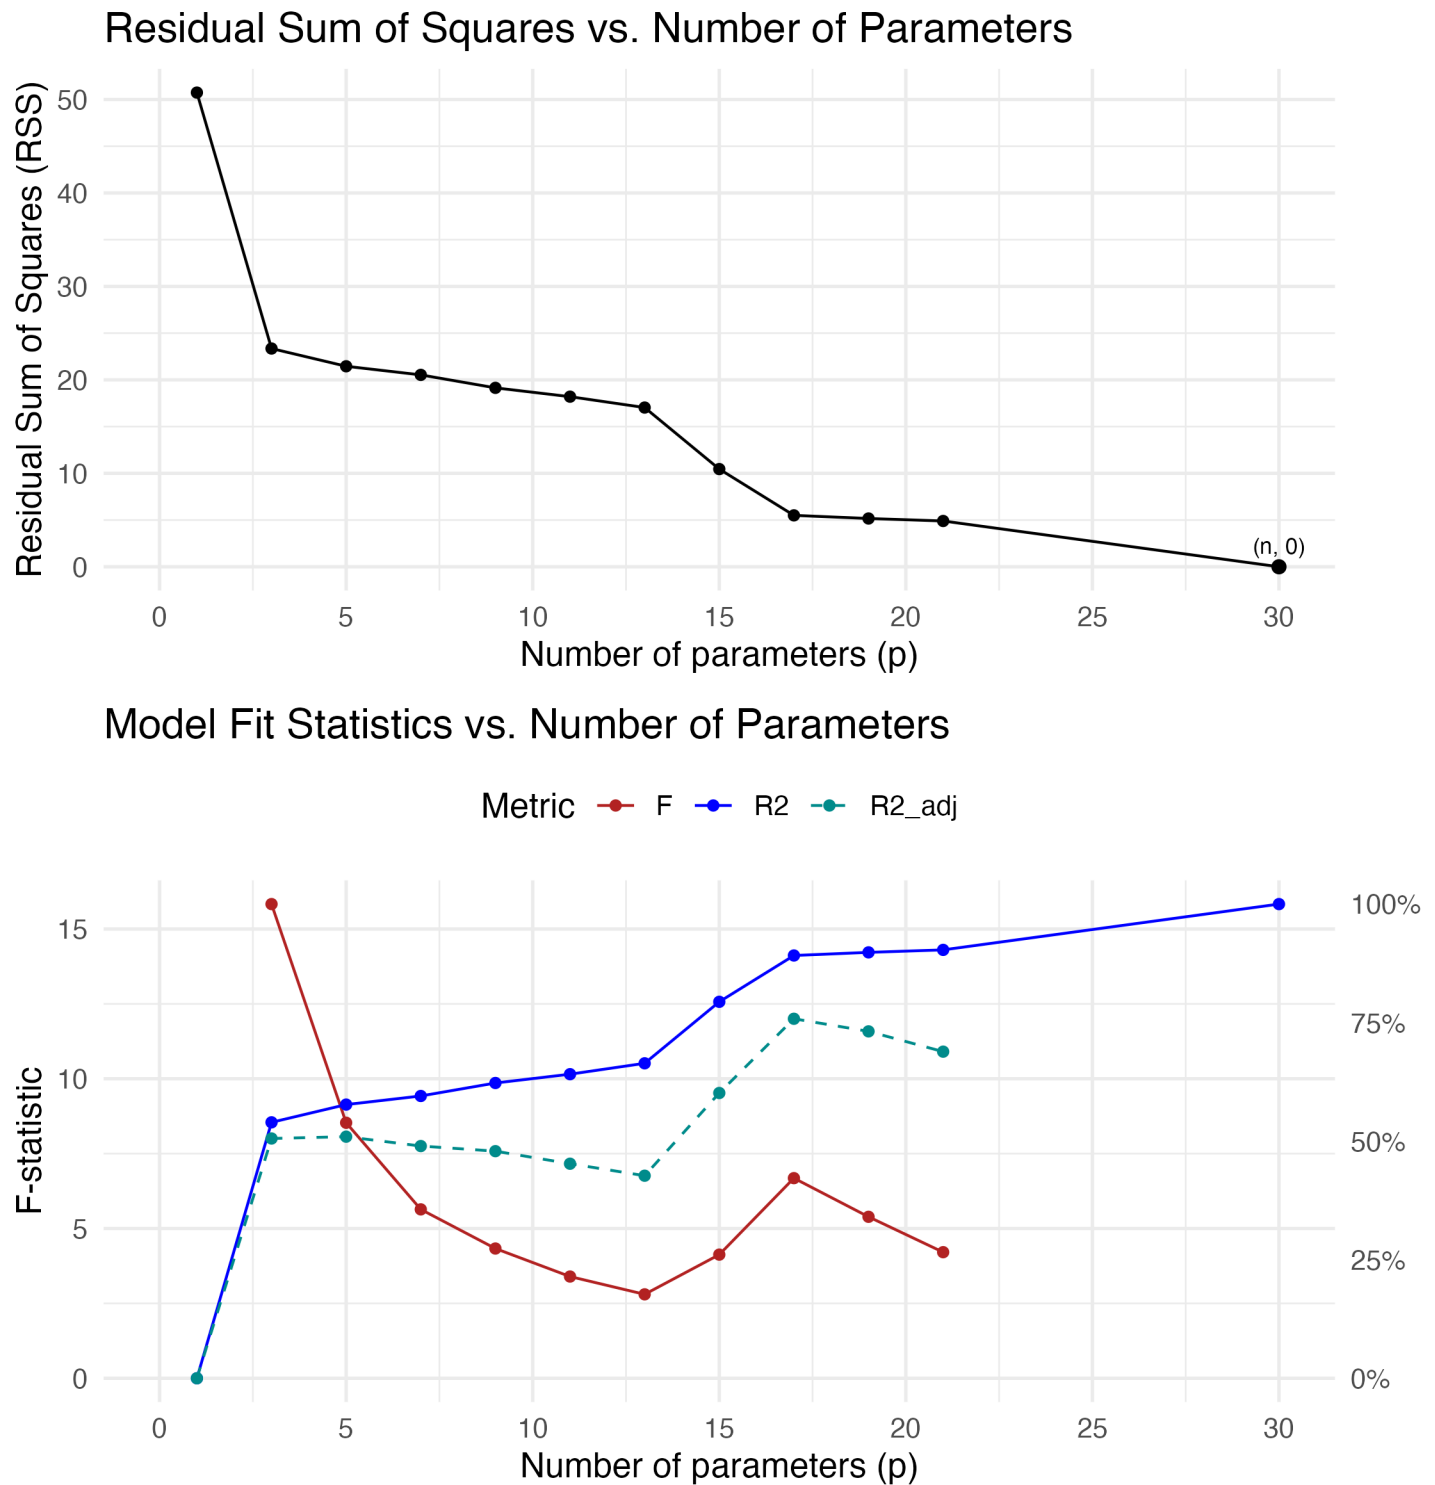 Residual Sum of Squares vs. Number of Parameters
Residual Sum of Squares (RSS)
50
40
30
20
10
0
(n, 0)
0 5 10 15 20 25 30
Number of parameters (p)
Model Fit Statistics vs. Number of Parameters
Metric F R2 R2_adj
F-statistic
15
10
5
0
100%
75%
50%
25%
0%
0 5 10 15 20 25 30
Number of parameters (p)